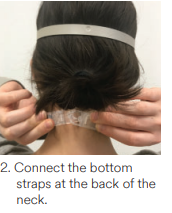 2. Connect the bottom
straps at the back of the
neck.